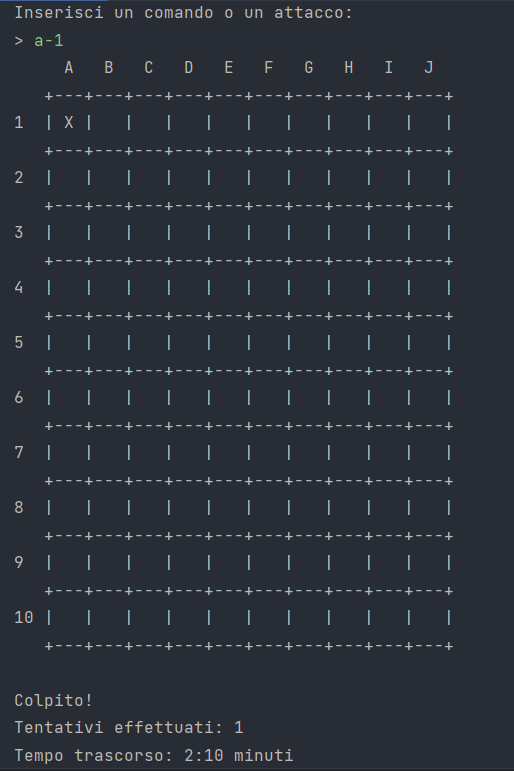 Inserisci un comando o un attacco:
> a-1
     A   B   C   D   E   F   G   H   I   J
   +---+---+---+---+---+---+---+---+---+---+
1  | X |   |   |   |   |   |   |   |   |   |
   +---+---+---+---+---+---+---+---+---+---+
2  |   |   |   |   |   |   |   |   |   |   |
   +---+---+---+---+---+---+---+---+---+---+
3  |   |   |   |   |   |   |   |   |   |   |
   +---+---+---+---+---+---+---+---+---+---+
4  |   |   |   |   |   |   |   |   |   |   |
   +---+---+---+---+---+---+---+---+---+---+
5  |   |   |   |   |   |   |   |   |   |   |
   +---+---+---+---+---+---+---+---+---+---+
6  |   |   |   |   |   |   |   |   |   |   |
   +---+---+---+---+---+---+---+---+---+---+
7  |   |   |   |   |   |   |   |   |   |   |
   +---+---+---+---+---+---+---+---+---+---+
8  |   |   |   |   |   |   |   |   |   |   |
   +---+---+---+---+---+---+---+---+---+---+
9  |   |   |   |   |   |   |   |   |   |   |
   +---+---+---+---+---+---+---+---+---+---+
10 |   |   |   |   |   |   |   |   |   |   |
   +---+---+---+---+---+---+---+---+---+---+
Colpito!
Tentativi effettuati: 1
Tempo trascorso: 2:10 minuti